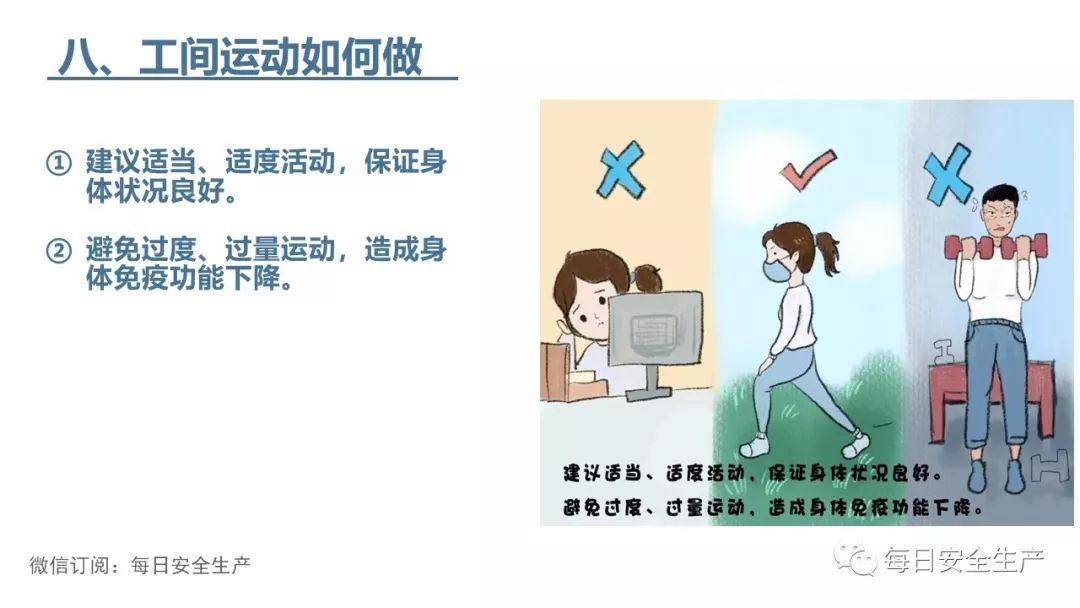 八、工间运动如何做
① 建议适当、适度活动，保证身
体状况良好。
② 避免过度、过量运动，造成身
体免疫功能下降。
建议适当、适度活动，保证身体状况良好。
避免过度、过量运动，造成身体免疫功能下降。
微信订阅：每日安全生产
每日安全生产